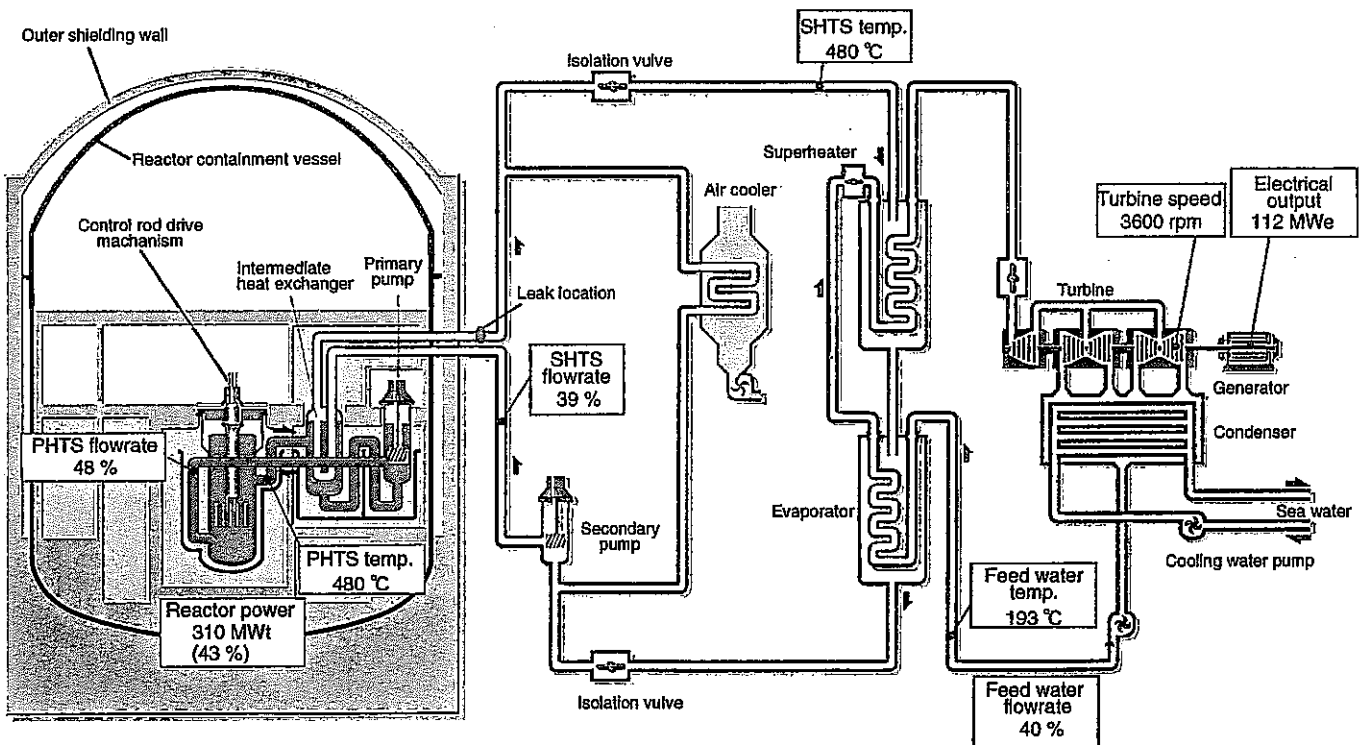 Outer shielding wall
Reactor containment vessel
Control rod drive
machanism
Intermediate
heat exchanger
Primary
pump
Leak location
PHTS flowrate
48 %
PHTS temp.
480 ℃
Reactor power
310 MWt
(43 %)
Isolation vulve
SHTS temp.
480 ℃
Superheater
Air cooler
SHTS
flowrate
39 %
Secondary
pump
Evaporator
Isolation vulve
Turbine speed
3600 rpm
Electrical
output
112 MWe
Turbine
Generator
Condenser
Sea water
Cooling water pump
Feed water
temp.
193 ℃
Feed water
flowrate
40 %